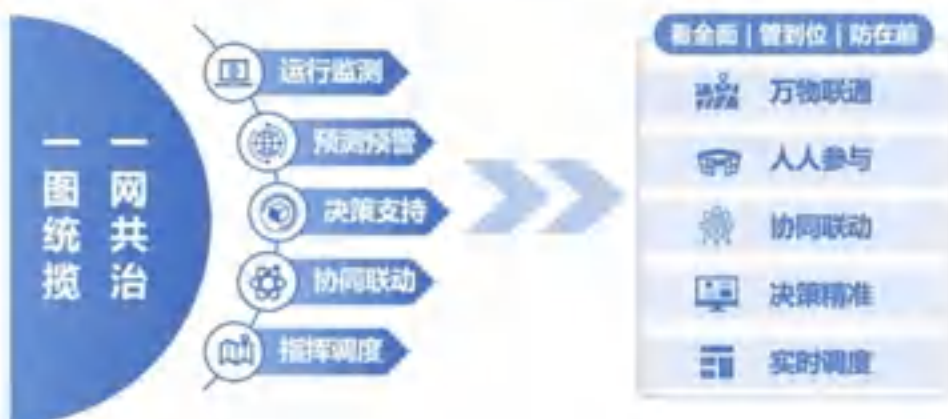 一图统揽
一网共治
运行监测
预测预警
决策支持
协同联动
指挥调度
看全面 | 管到位 | 防在前
万物联通
人人参与
协同联动
决策精准
实时调度